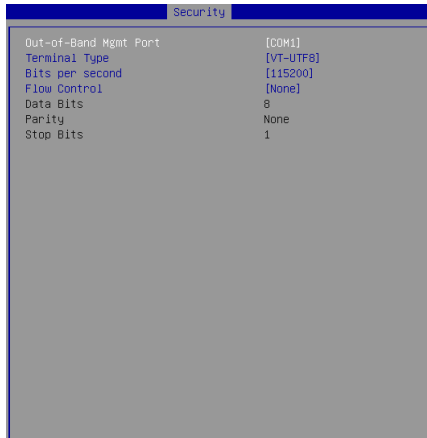 Security
Out-of-Band Mgmt Port [COM1]
Terminal Type [VT-UTF8]
Bits per second [115200]
Flow Control [None]
Data Bits 8
Parity None
Stop Bits 1